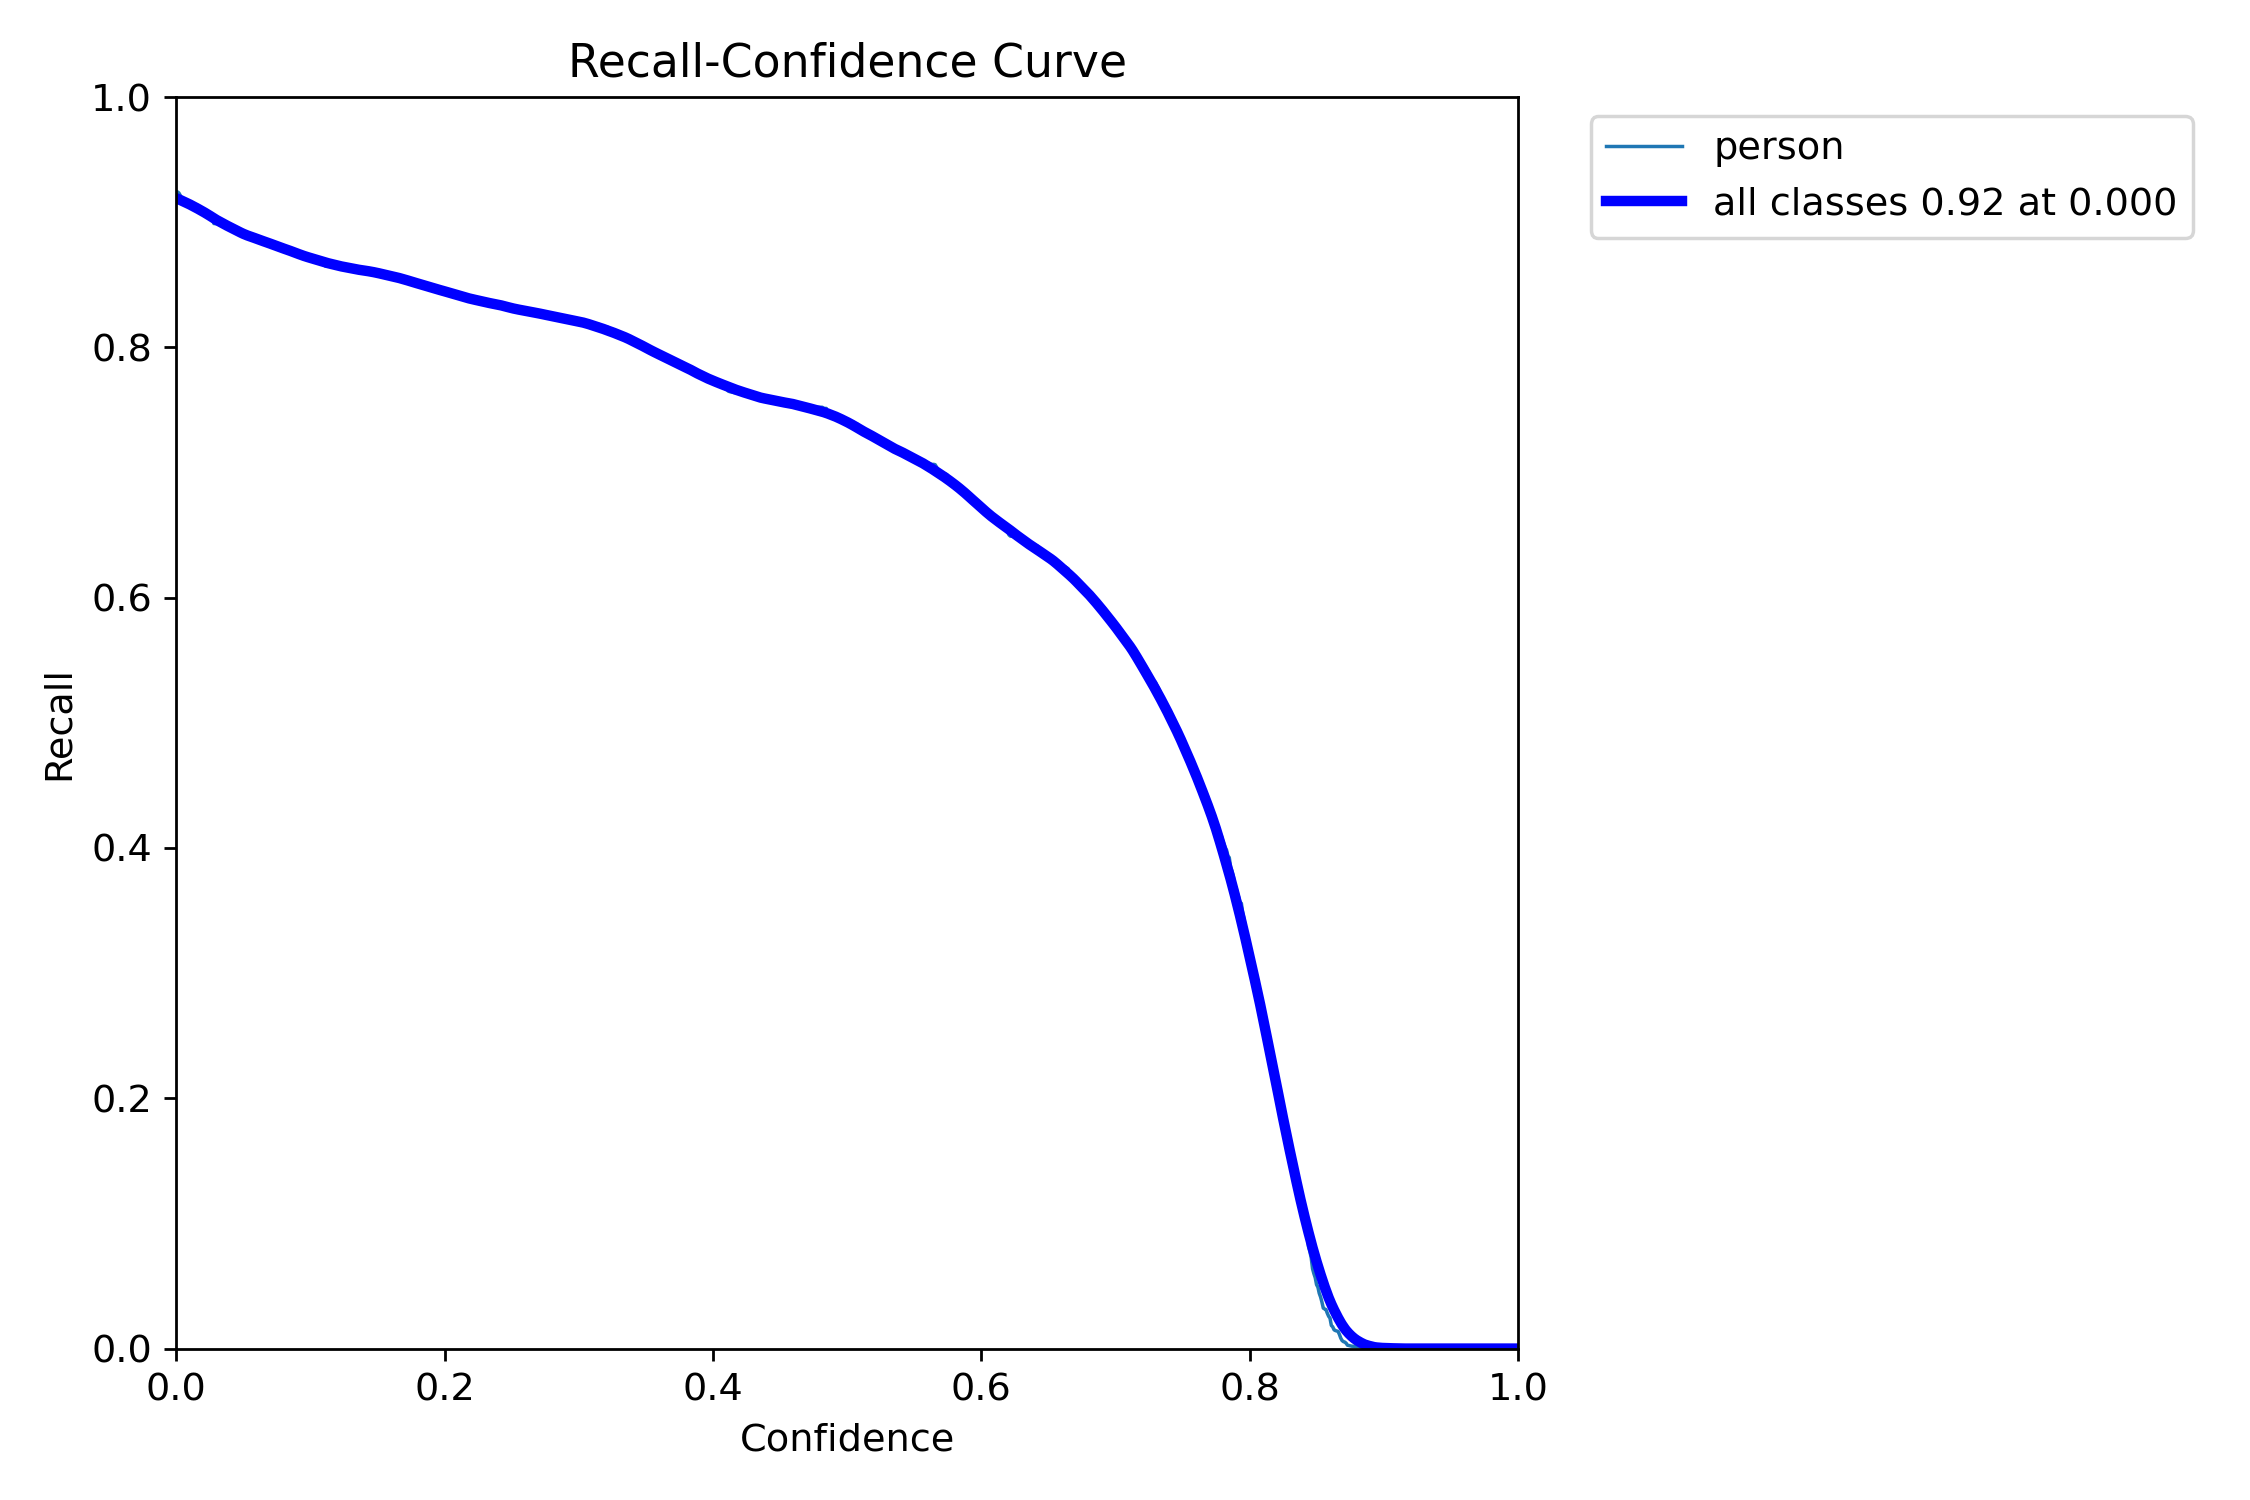 Recall-Confidence Curve
person
all classes 0.92 at 0.000
1.0
0.8
0.6
0.4
0.2
0.0
Recall
0.0 0.2 0.4 0.6 0.8 1.0
Confidence